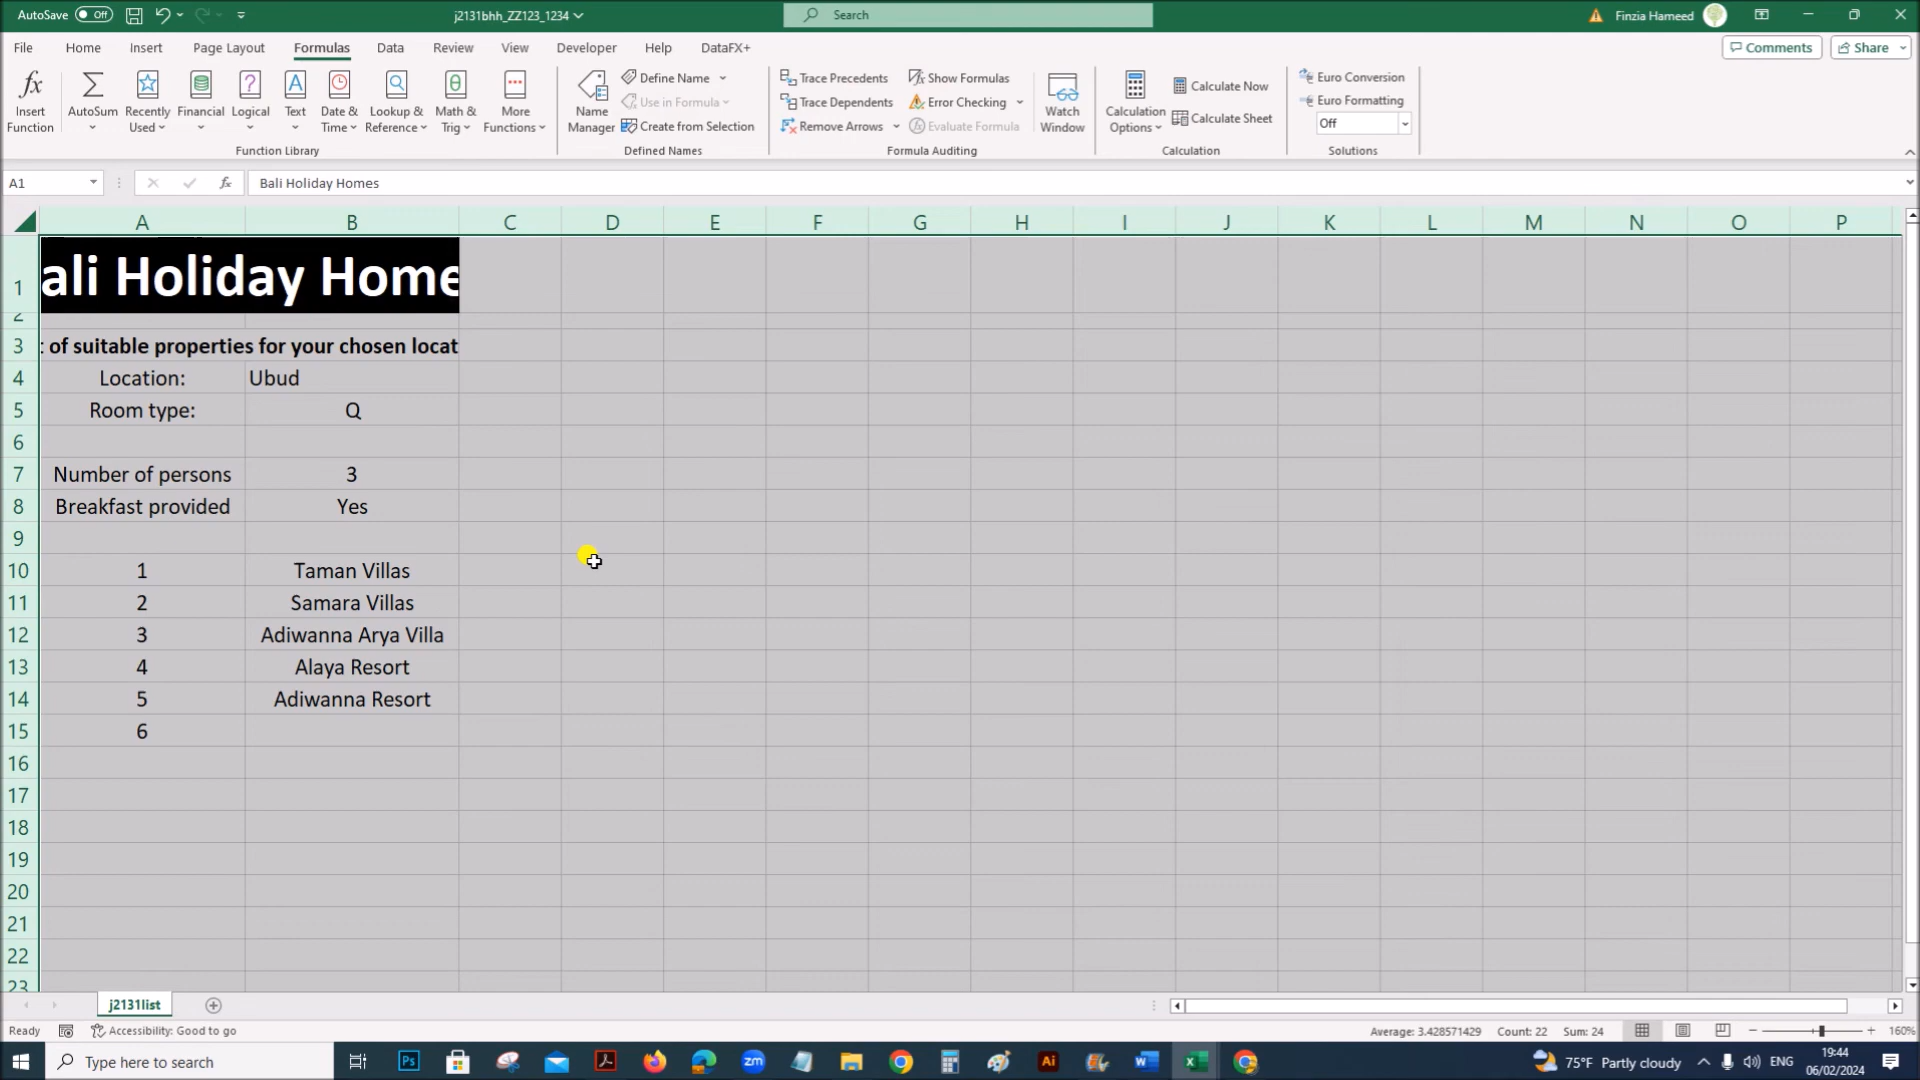 AutoSave Off j2131bhh_ZZ123_1234 Search Finzia Hameed
File Home Insert Page Layout Formulas Data Review View Developer Help DataFX+ Comments Share
Insert Function
AutoSum
Recently Used
Financial
Logical
Text
Date & Time
Lookup & Reference
Math & Trig
More Functions
Function Library
Name Manager
Define Name
Use in Formula
Create from Selection
Defined Names
Trace Precedents
Trace Dependents
Remove Arrows
Show Formulas
Error Checking
Evaluate Formula
Formula Auditing
Watch Window
Calculation Options
Calculate Now
Calculate Sheet
Calculation
Euro Conversion
Euro Formatting
Off
Solutions
A1 fx Bali Holiday Homes
A B C D E F G H I J K L M N O P
1 ali Holiday Home
2
3 of suitable properties for your chosen locat
4 Location: Ubud
5 Room type: Q
6
7 Number of persons 3
8 Breakfast provided Yes
9
10 1 Taman Villas
11 2 Samara Villas
12 3 Adiwanna Arya Villa
13 4 Alaya Resort
14 5 Adiwanna Resort
15 6
16
17
18
19
20
21
22
23
j2131list
Ready Accessibility: Good to go Average: 3.428571429 Count: 22 Sum: 24 160%
Type here to search 75°F Partly cloudy ENG 19:44
06/02/2024